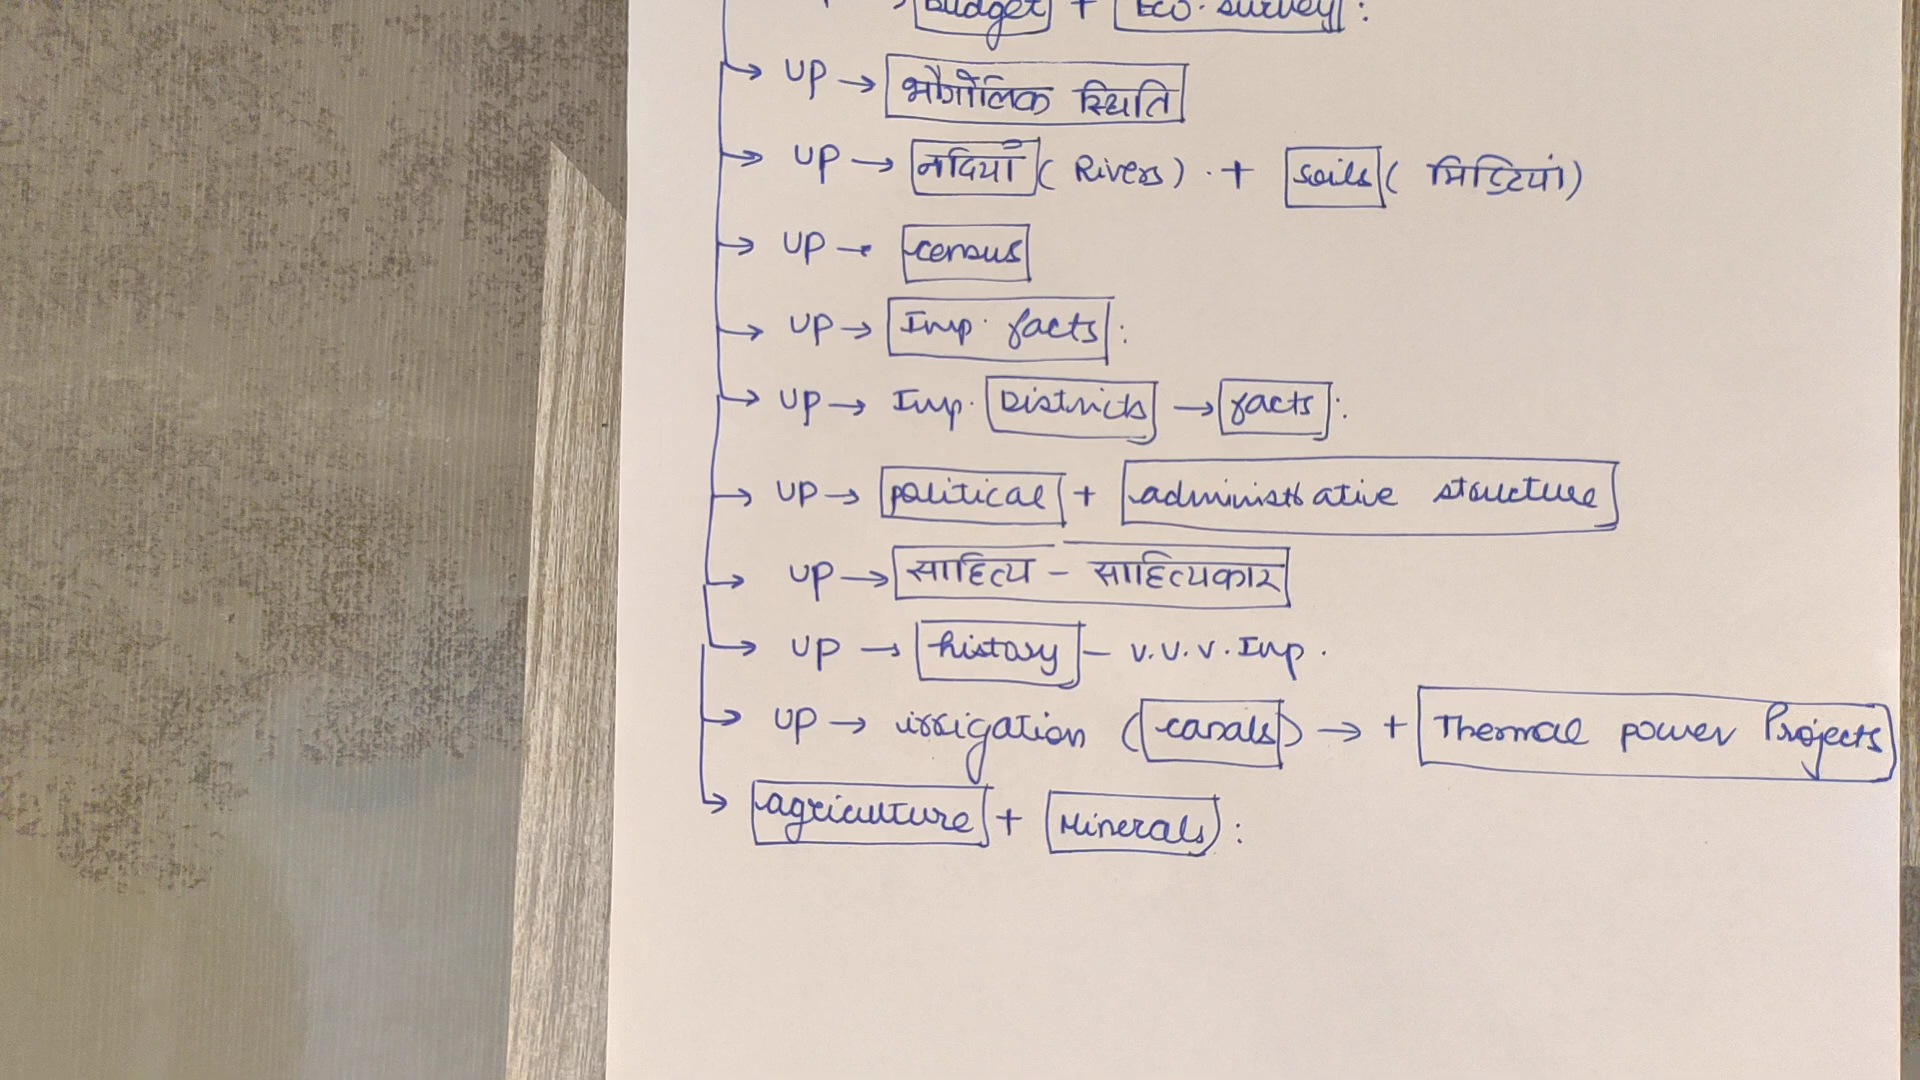 → Budget + Eco. survey:
→ UP → भौगोलिक स्थिति
→ UP → नदियाँ (Rivers) + Soils (मिट्टियां)
→ UP → census
→ UP → Imp. facts:
→ UP → Imp. Districts → facts:
→ UP → political + administrative structure
→ UP → साहित्य - साहित्यकार
→ UP → history - v.v.v. Imp.
→ UP → irrigation (canals) → + Thermal power Projects
→ agriculture + Minerals: